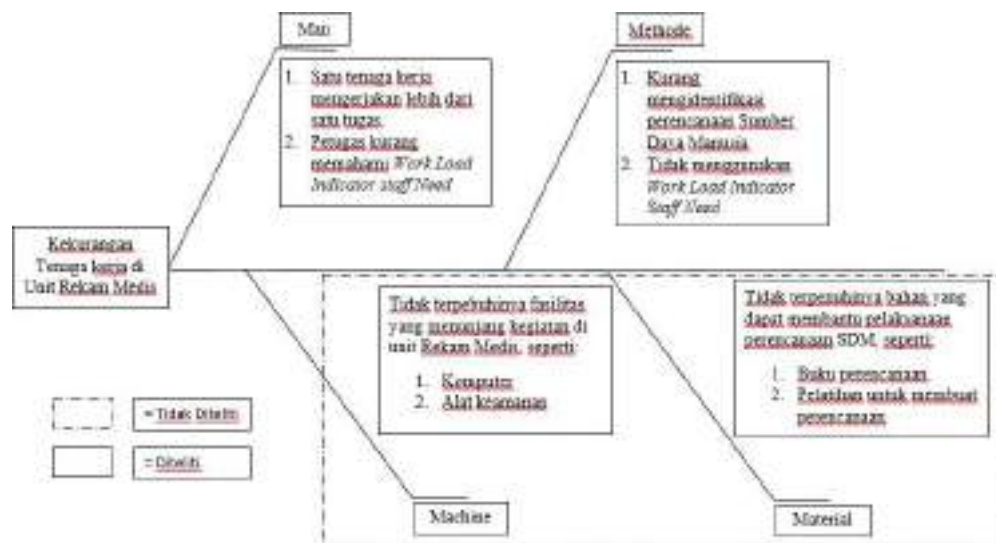 Man
1. Satu tenaga kerja
mengerjakan lebih dari
satu tugas.
2. Petugas kurang
memahami Work Load
Indicator staff Need
Methode
1. Kurang
mengidentifikasi
perencanaan Sumber
Daya Manusia
2. Tidak menggunakan
Work Load Indicator
Staff Need
Kekurangan
Tenaga kerja di
Unit Rekam Medis
Tidak terpebuhinya fasilitas
yang menunjang kegiatan di
unit Rekam Medis, seperti:
1. Komputer
2. Alat keamanan
Tidak terpenuhinya bahan yang
dapat membantu pelaksanaan
perencanaan SDM, seperti:
1. Buku perencanaan
2. Pelatihan untuk membuat
perencanaan
= Tidak Diteliti
= Diteliti
Machine
Material